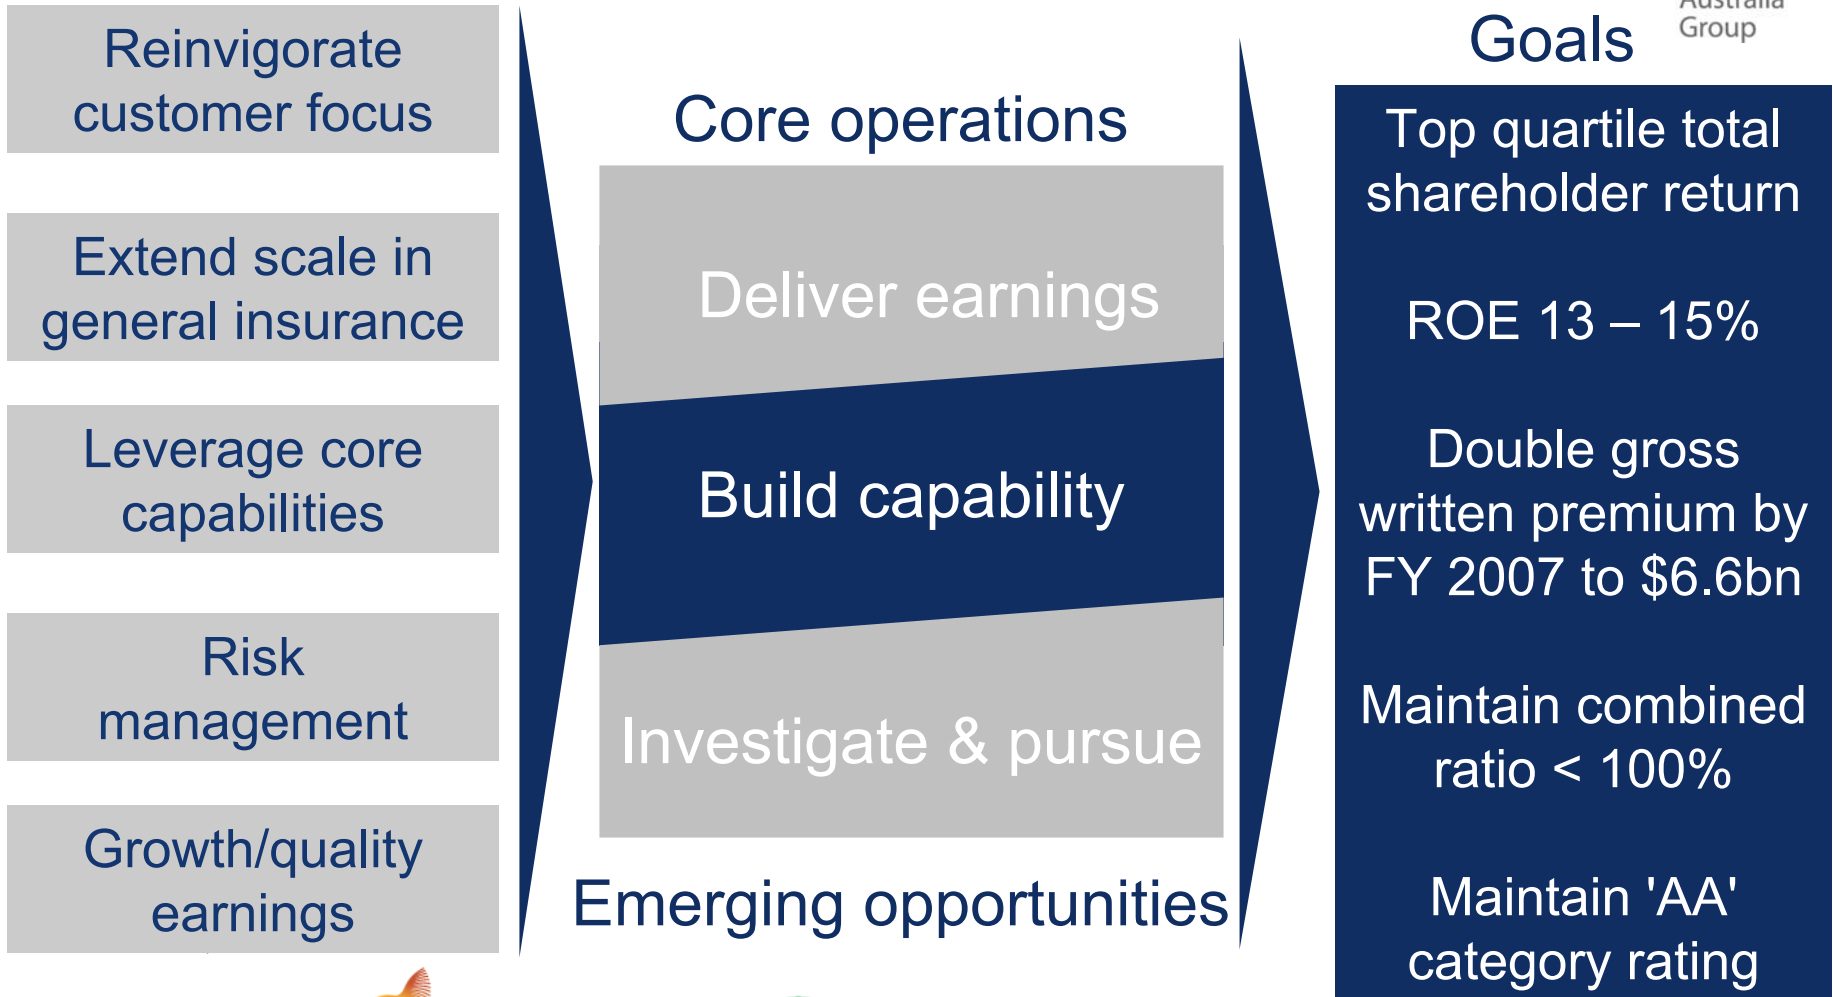 Reinvigorate
customer focus
Extend scale in
general insurance
Leverage core
capabilities
Risk
management
Growth/quality
earnings
Core operations
Deliver earnings
Build capability
Investigate & pursue
Emerging opportunities
Australia
Group
Goals
Top quartile total
shareholder return
ROE 13 – 15%
Double gross
written premium by
FY 2007 to $6.6bn
Maintain combined
ratio < 100%
Maintain 'AA'
category rating